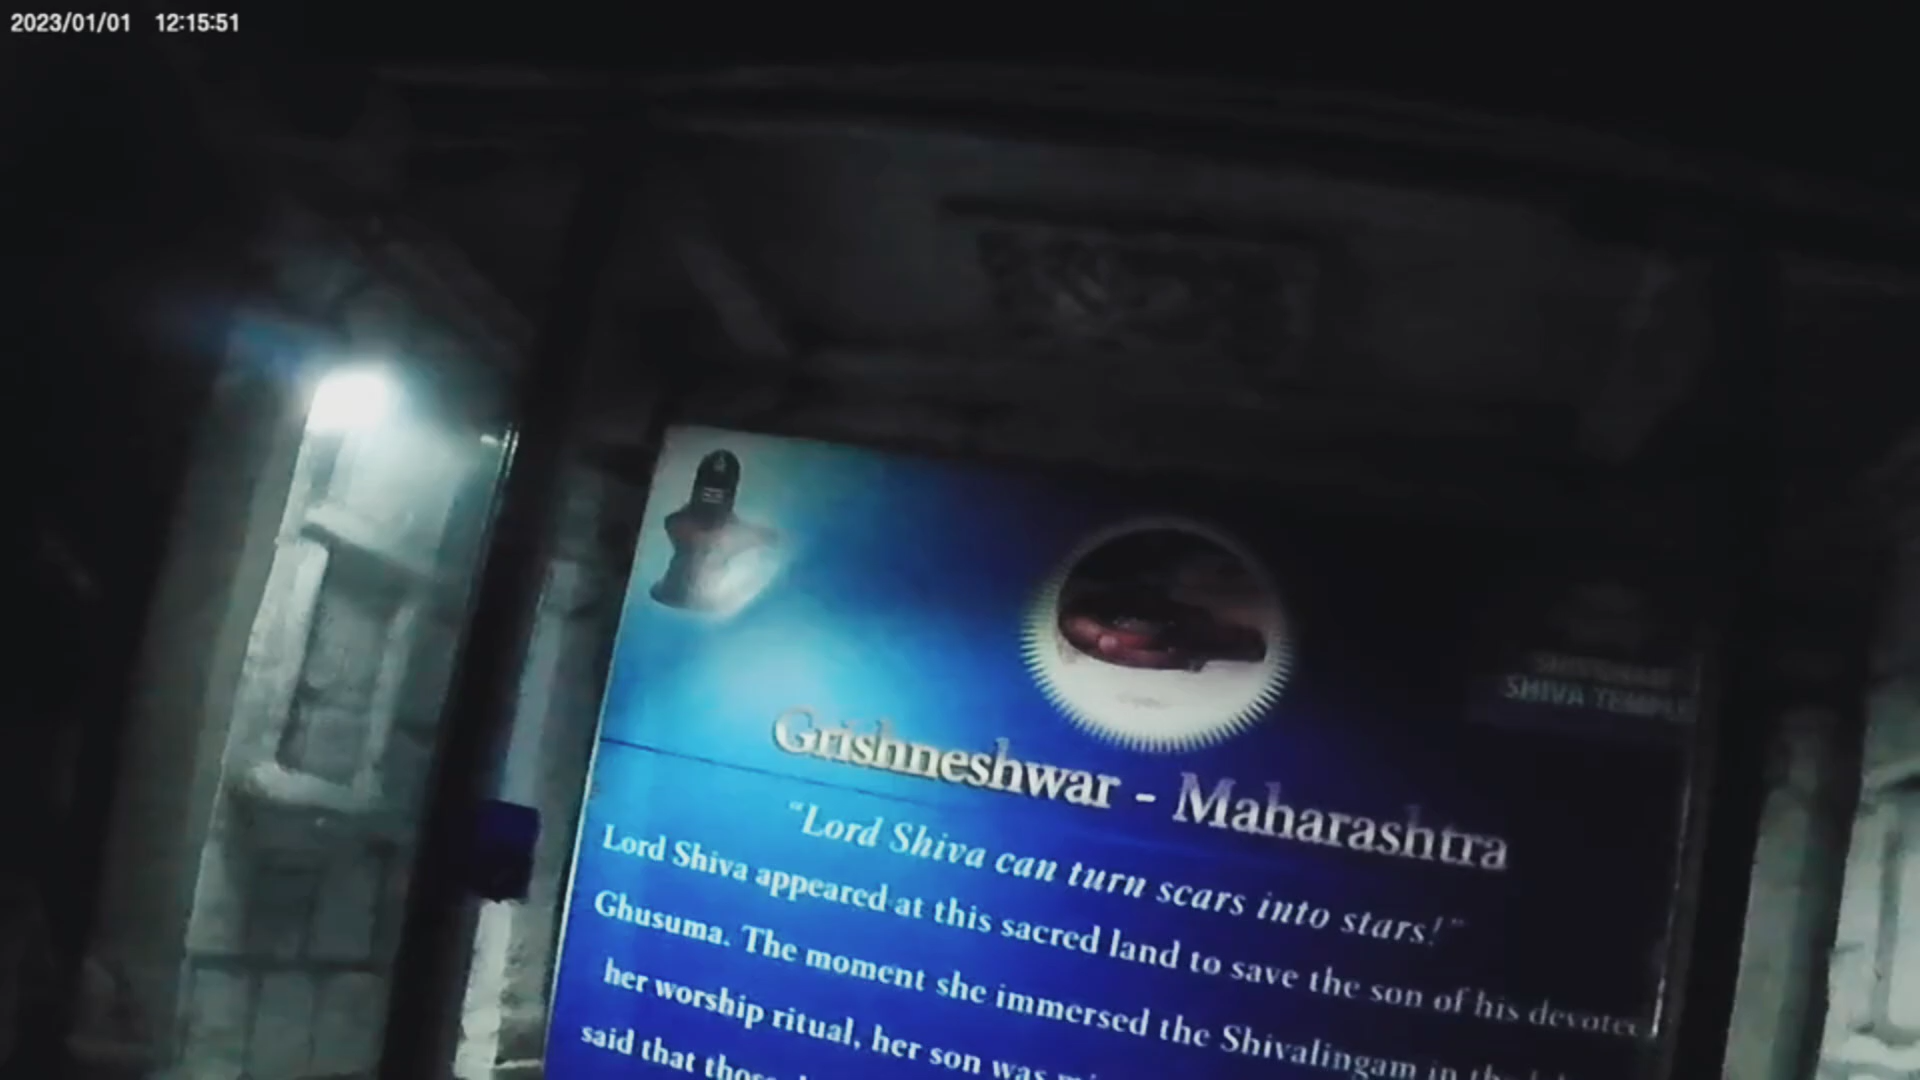 2023/01/01 12:15:51
SHIVA TEMPLE
Grishneshwar - Maharashtra
"Lord Shiva can turn scars into stars!"
Lord Shiva appeared at this sacred land to save the son of his devotee
Ghusuma. The moment she immersed the Shivalingam in the
her worship ritual, her son was
said that